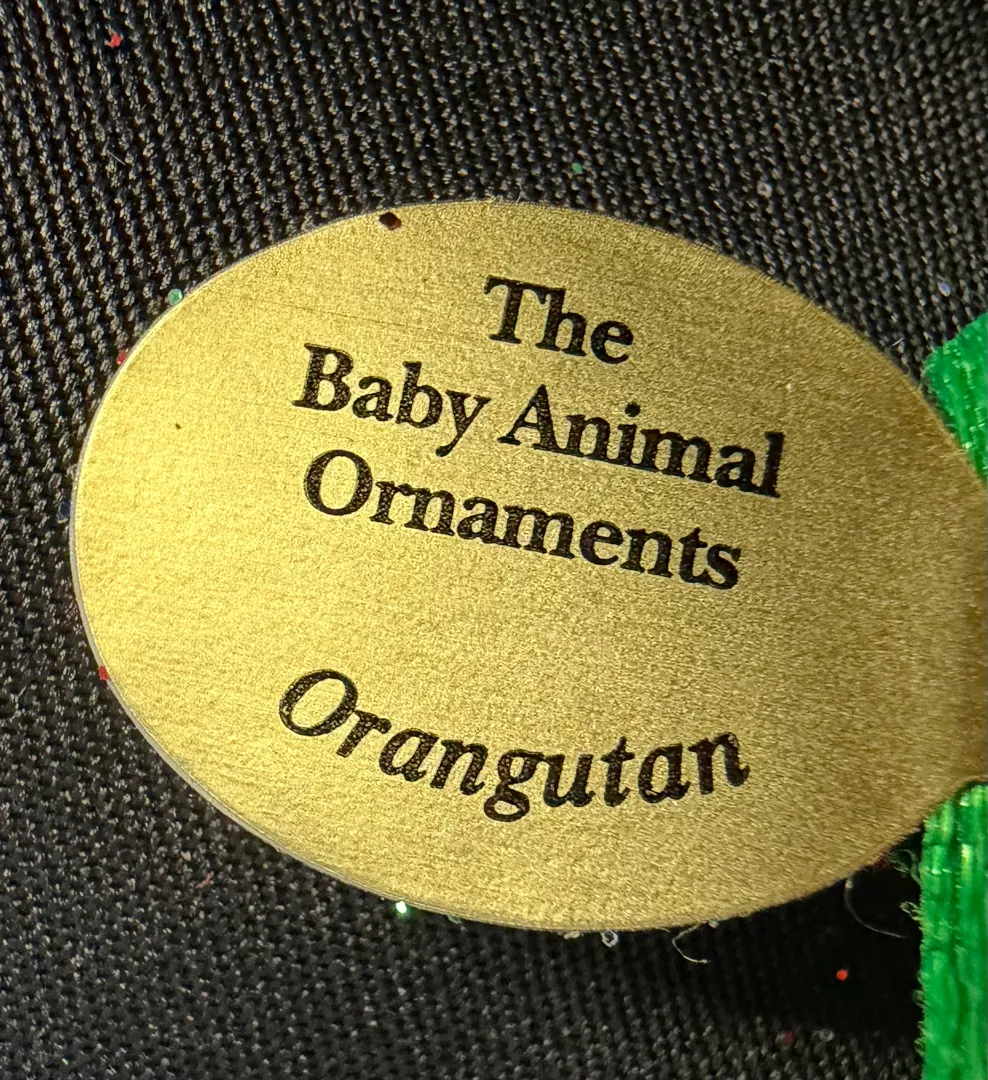 The
Baby Animal
Ornaments
Orangutan